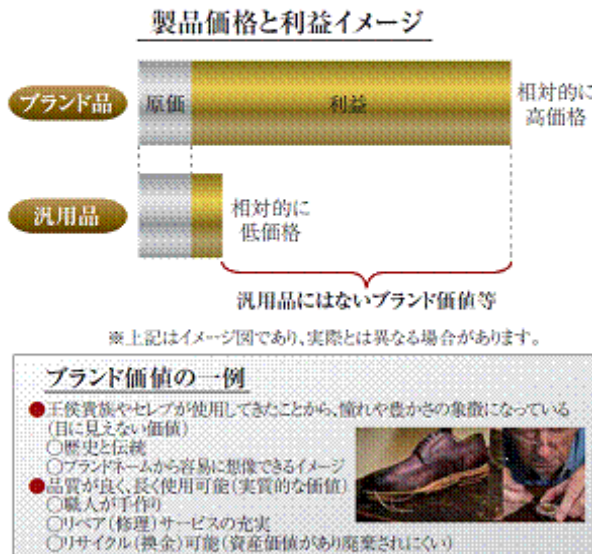 製品価格と利益イメージ
ブランド品
原価
利益
相対的に
高価格
汎用品
相対的に
低価格
汎用品にはないブランド価値等
※上記はイメージ図であり、実際とは異なる場合があります。
ブランド価値の一例
●王侯貴族やセレブが使用してきたことから、憧れや豊かさの象徴になっている
(目に見えない価値)
○歴史と伝統
○ブランドネームから容易に想像できるイメージ
●品質が良く、長く使用可能(実質的な価値)
○職人が手作り
○リペア(修理)サービスの充実
○リサイクル(換金)可能(資産価値があり廃棄されにくい)